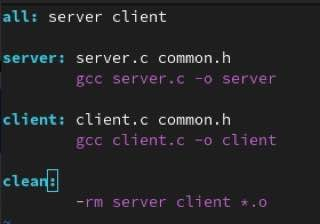 all: server client
server: server.c common.h
        gcc server.c -o server
client: client.c common.h
        gcc client.c -o client
clean:
        -rm server client *.o
~